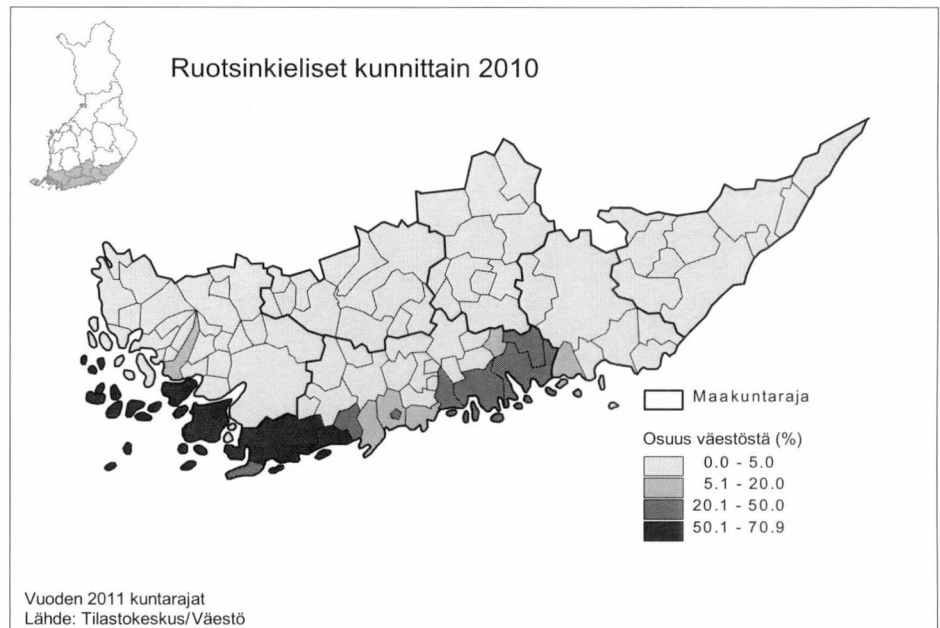 Ruotsinkieliset kunnittain 2010
Maakuntaraja
Osuus väestöstä (%)
0.0 - 5.0
5.1 - 20.0
20.1 - 50.0
50.1 - 70.9
Vuoden 2011 kuntarajat
Lähde: Tilastokeskus/Väestö